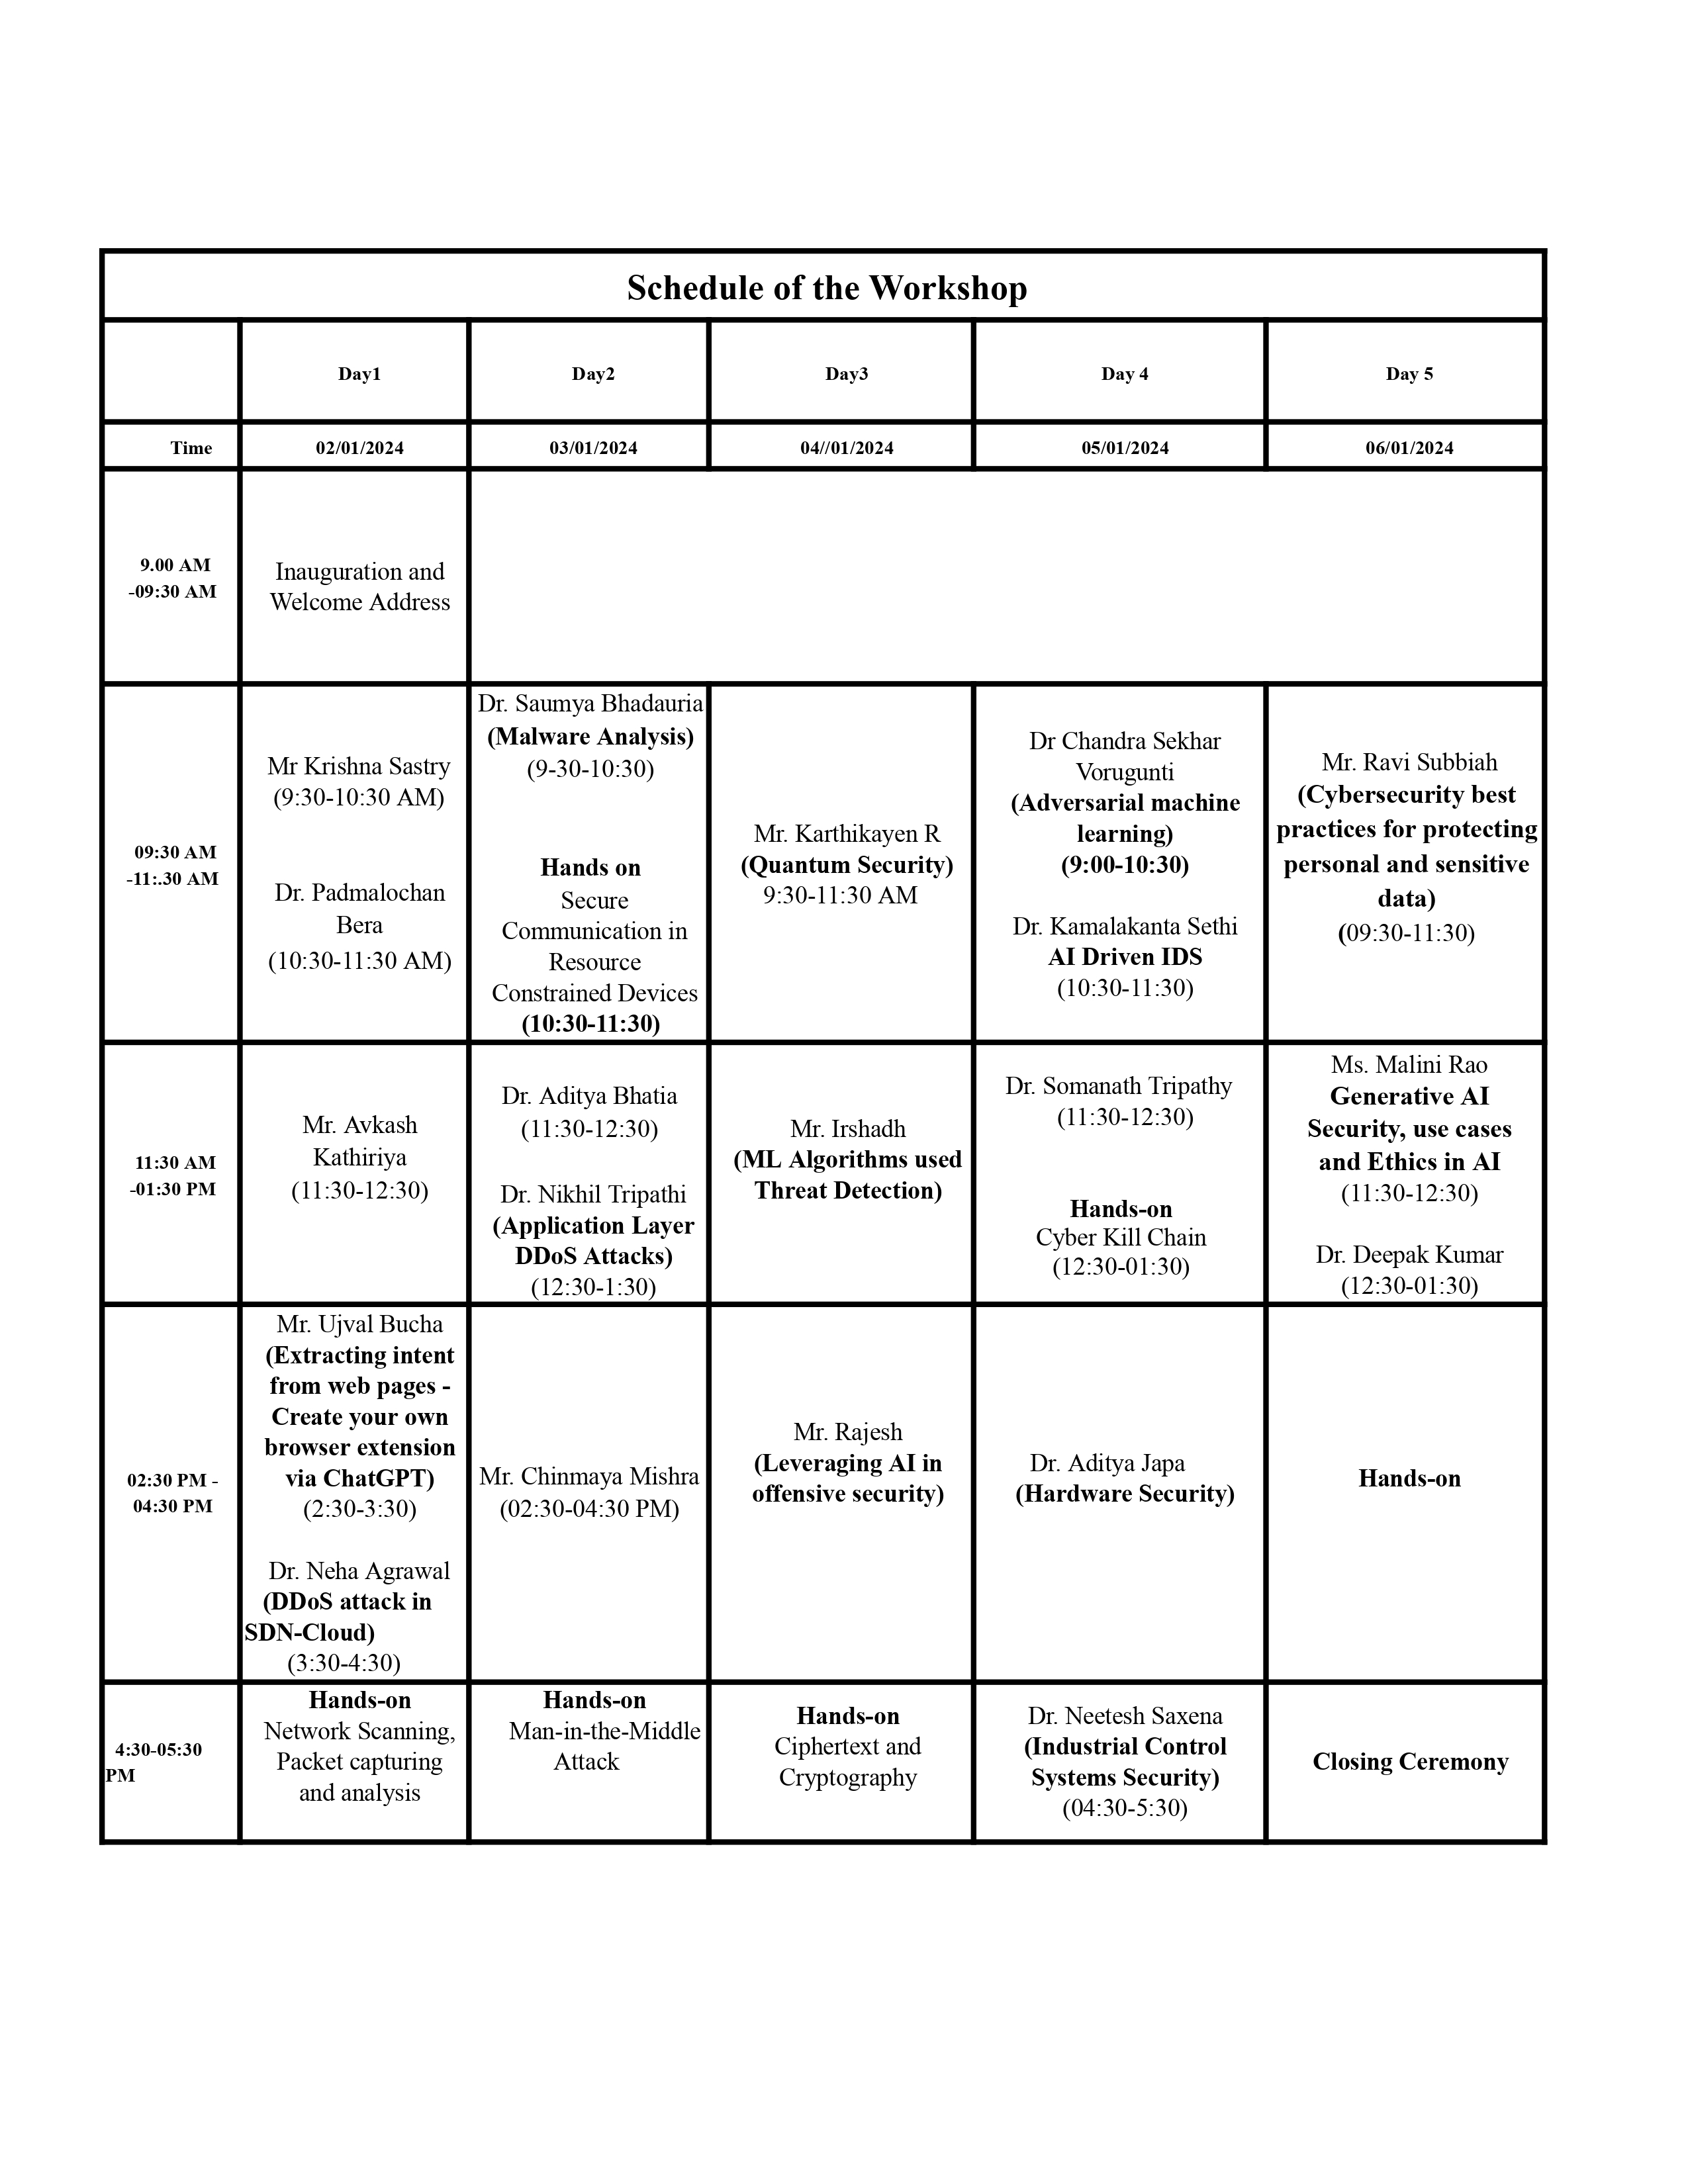 Schedule of the Workshop
Day1
Day2
Day3
Day 4
Day 5
Time
02/01/2024
03/01/2024
04//01/2024
05/01/2024
06/01/2024
9.00 AM
-09:30 AM
Inauguration and
Welcome Address
09:30 AM
-11:.30 AM
Mr Krishna Sastry
(9:30-10:30 AM)
Dr. Padmalochan
Bera
(10:30-11:30 AM)
Dr. Saumya Bhadauria
(Malware Analysis)
(9-30-10:30)
Hands on
Secure
Communication in
Resource
Constrained Devices
(10:30-11:30)
Mr. Karthikayen R
(Quantum Security)
9:30-11:30 AM
Dr Chandra Sekhar
Vorugunti
(Adversarial machine
learning)
(9:00-10:30)
Dr. Kamalakanta Sethi
AI Driven IDS
(10:30-11:30)
Mr. Ravi Subbiah
(Cybersecurity best
practices for protecting
personal and sensitive
data)
(09:30-11:30)
11:30 AM
-01:30 PM
Mr. Avkash
Kathiriya
(11:30-12:30)
Dr. Aditya Bhatia
(11:30-12:30)
Dr. Nikhil Tripathi
(Application Layer
DDoS Attacks)
(12:30-1:30)
Mr. Irshadh
(ML Algorithms used
Threat Detection)
Dr. Somanath Tripathy
(11:30-12:30)
Hands-on
Cyber Kill Chain
(12:30-01:30)
Ms. Malini Rao
Generative AI
Security, use cases
and Ethics in AI
(11:30-12:30)
Dr. Deepak Kumar
(12:30-01:30)
02:30 PM -
04:30 PM
Mr. Ujval Bucha
(Extracting intent
from web pages -
Create your own
browser extension
via ChatGPT)
(2:30-3:30)
Dr. Neha Agrawal
(DDoS attack in
SDN-Cloud)
(3:30-4:30)
Mr. Chinmaya Mishra
(02:30-04:30 PM)
Mr. Rajesh
(Leveraging AI in
offensive security)
Dr. Aditya Japa
(Hardware Security)
Hands-on
4:30-05:30
PM
Hands-on
Network Scanning,
Packet capturing
and analysis
Hands-on
Man-in-the-Middle
Attack
Hands-on
Ciphertext and
Cryptography
Dr. Neetesh Saxena
(Industrial Control
Systems Security)
(04:30-5:30)
Closing Ceremony